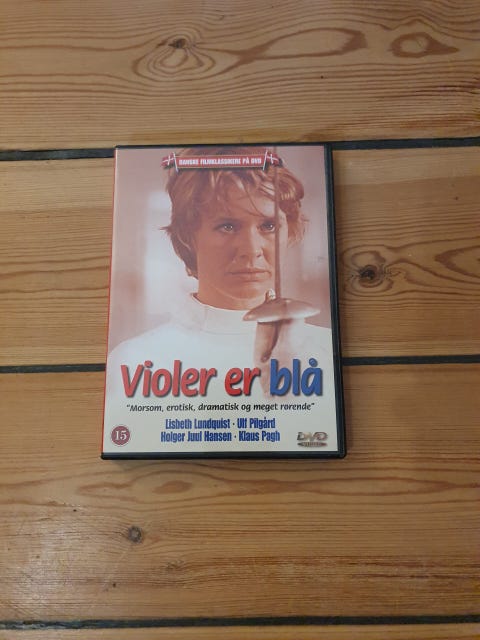 DANSKE FILMKLASSIKERE PÅ DVD
Violer er blå
"Morsom, erotisk, dramatisk og meget rørende"
Lisbeth Lundquist · Ulf Pilgård
Holger Juul Hansen · Klaus Pagh
15
DVD
VIDEO